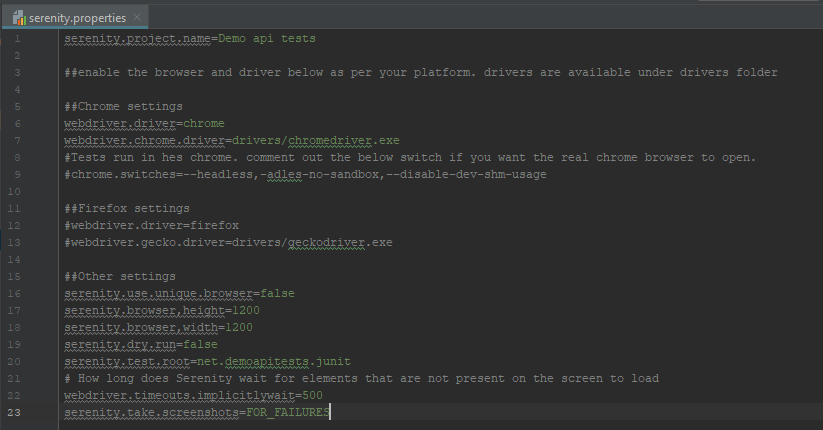 serenity.properties
1 serenity.project.name=Demo api tests
2
3 ##enable the browser and driver below as per your platform. drivers are available under drivers folder
4
5 ##Chrome settings
6 webdriver.driver=chrome
7 webdriver.chrome.driver=drivers/chromedriver.exe
8 #Tests run in hes chrome. comment out the below switch if you want the real chrome browser to open.
9 #chrome.switches=--headless,-adles-no-sandbox,--disable-dev-shm-usage
10
11 ##Firefox settings
12 #webdriver.driver=firefox
13 #webdriver.gecko.driver=drivers/geckodriver.exe
14
15 ##Other settings
16 serenity.use.unique.browser=false
17 serenity.browser,height=1200
18 serenity.browser,width=1200
19 serenity.dry.run=false
20 serenity.test.root=net.demoapitests.junit
21 # How long does Serenity wait for elements that are not present on the screen to load
22 webdriver.timeouts.implicitlywait=500
23 serenity.take.screenshots=FOR_FAILURES